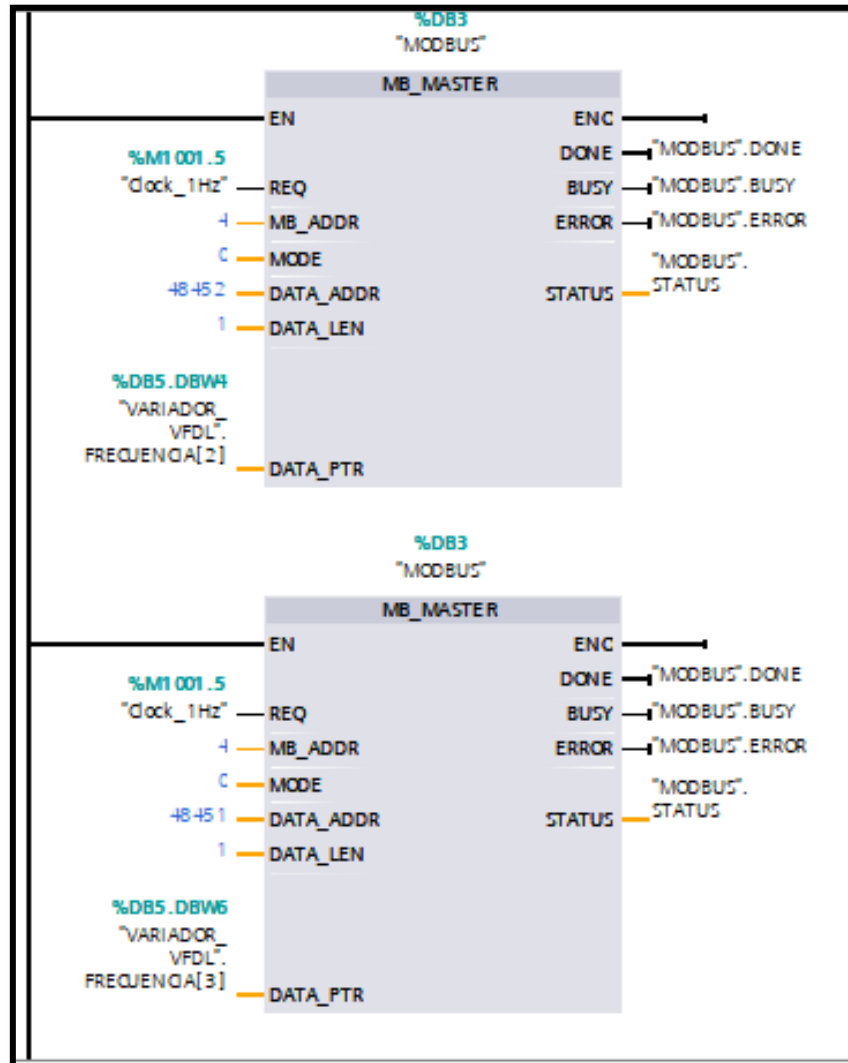 %DB3
"MODBUS"
MB_MASTER
EN ENO
DONE "MODBUS".DONE
%M1001.5
"Clock_1Hz" REQ BUSY "MODBUS".BUSY
4 MB_ADDR ERROR "MODBUS".ERROR
0 MODE "MODBUS".
48452 DATA_ADDR STATUS STATUS
1 DATA_LEN
%DB5.DBW4
"VARIADOR_
VFDL".
FRECUENCIA[2]
DATA_PTR
%DB3
"MODBUS"
MB_MASTER
EN ENO
DONE "MODBUS".DONE
%M1001.5
"Clock_1Hz" REQ BUSY "MODBUS".BUSY
4 MB_ADDR ERROR "MODBUS".ERROR
0 MODE "MODBUS".
48451 DATA_ADDR STATUS STATUS
1 DATA_LEN
%DB5.DBW6
"VARIADOR_
VFDL".
FRECUENCIA[3]
DATA_PTR